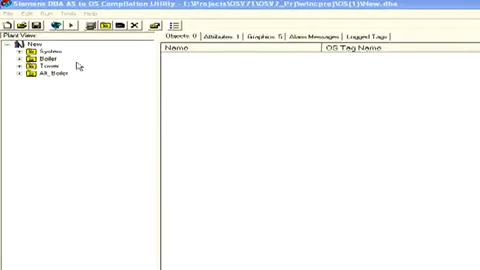 Siemens DBA AS to OS Compilation Utility - L:\Projects\OSY71\OSY2_Prj\wincproj\OS(1)\New.dba
File Edit Run Tools Help
Plant View:
Objects: 0 Attributes: 1 Graphics: 5 Alarm Messages Logged Tags
Name OS Tag Name
New
System
Boiler
Tower
Alt_Boiler